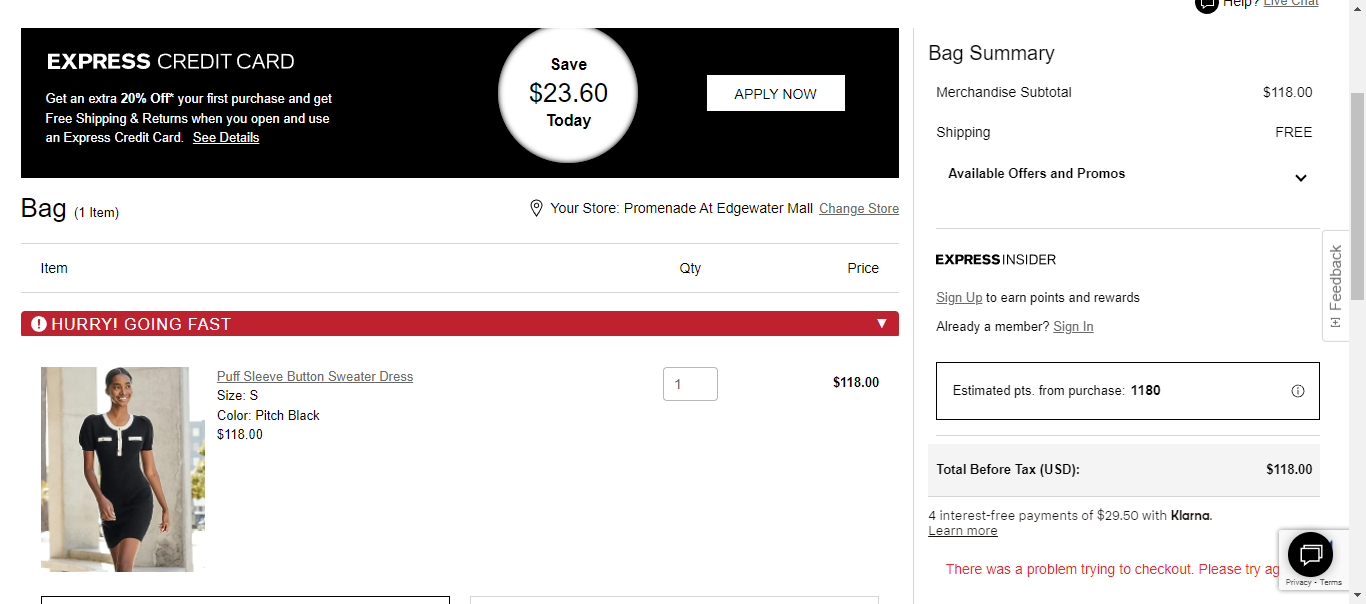 Help? Live Chat
EXPRESS CREDIT CARD
Get an extra 20% Off* your first purchase and get
Free Shipping & Returns when you open and use
an Express Credit Card. See Details
Save
$23.60
Today
APPLY NOW
Bag (1 Item)
Your Store: Promenade At Edgewater Mall Change Store
Item Qty Price
HURRY! GOING FAST
Puff Sleeve Button Sweater Dress
Size: S
Color: Pitch Black
$118.00
1
$118.00
Bag Summary
Merchandise Subtotal $118.00
Shipping FREE
Available Offers and Promos
EXPRESS INSIDER
Sign Up to earn points and rewards
Already a member? Sign In
Estimated pts. from purchase: 1180
Total Before Tax (USD): $118.00
4 interest-free payments of $29.50 with Klarna.
Learn more
There was a problem trying to checkout. Please try ag
[+] Feedback
Privacy - Terms